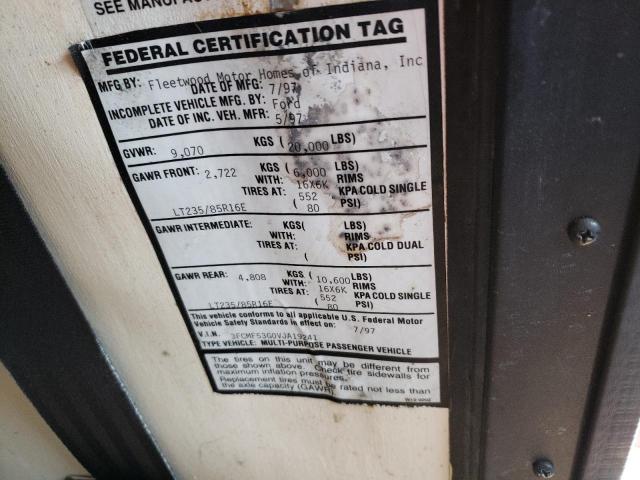 SEE MANUFAC
FEDERAL CERTIFICATION TAG
MFG BY: Fleetwood Motor Homes of Indiana, Inc
DATE OF MFG: 7/97
INCOMPLETE VEHICLE MFG. BY: Ford
DATE OF INC. VEH. MFR: 5/97
GVWR: 9,070 KGS ( 20,000 LBS)
GAWR FRONT: 2,722 KGS ( 6,000 LBS)
WITH: 16X6K RIMS
TIRES AT: 552 KPA COLD SINGLE
LT235/85R16E ( 80 PSI)
GAWR INTERMEDIATE: KGS( LBS)
WITH: RIMS
TIRES AT: KPA COLD DUAL
( PSI)
GAWR REAR: 4,808 KGS ( 10,600 LBS)
WITH: 16X6K RIMS
TIRES AT: 552 KPA COLD SINGLE
LT235/85R16E ( 80 PSI)
This vehicle conforms to all applicable U.S. Federal Motor
Vehicle Safety Standards in effect on: 7/97
V.I.N. 3FCMF53G0VJA19241
TYPE VEHICLE: MULTI-PURPOSE PASSENGER VEHICLE
The tires on this unit may be different from
those shown above. Check tire sidewalls for
maximum inflation pressures.
Replacement tires must be rated not less than
the axle capacity (GAWR)